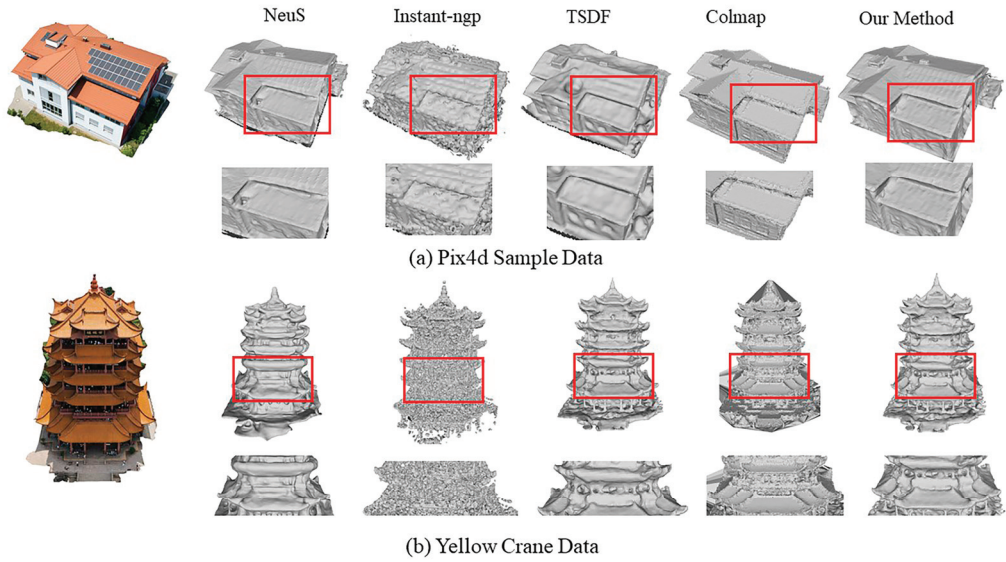 NeuS Instant-ngp TSDF Colmap Our Method
(a) Pix4d Sample Data
(b) Yellow Crane Data